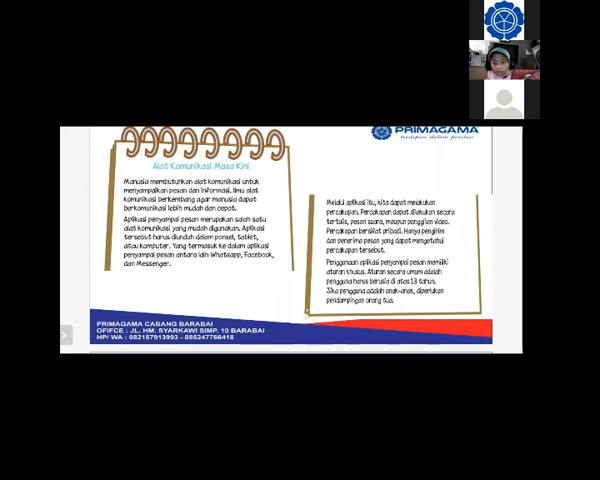 PRIMAGAMA
terdepan dalam prestasi
Alat Komunikasi Masa Kini
Manusia membutuhkan alat komunikasi untuk
menyampaikan pesan dan informasi. Ilmu alat
komunikasi berkembang agar manusia dapat
berkomunikasi lebih mudah dan cepat.
Aplikasi penyampai pesan merupakan salah satu
alat komunikasi yang mudah digunakan. Aplikasi
tersebut harus diunduh dalam ponsel, tablet,
atau komputer. Yang termasuk ke dalam aplikasi
penyampai pesan antara lain Whatsapp, Facebook,
dan Messenger.
Melalui aplikasi itu, kita dapat melakukan
percakapan. Percakapan dapat dilakukan secara
tertulis, pesan suara, maupun panggilan video.
Percakapan bersifat pribadi. Hanya pengirim
dan penerima pesan yang dapat mengetahui
percakapan tersebut.
Penggunaan aplikasi penyampai pesan memiliki
aturan khusus. Aturan secara umum adalah
pengguna harus berusia di atas 13 tahun.
Jika pengguna adalah anak-anak, diperlukan
pendampingan orang tua.
PRIMAGAMA CABANG BARABAI
OFIFCE : JL. HM. SYARKAWI SIMP. 10 BARABAI
HP/ WA : 082157913993 - 085247766418